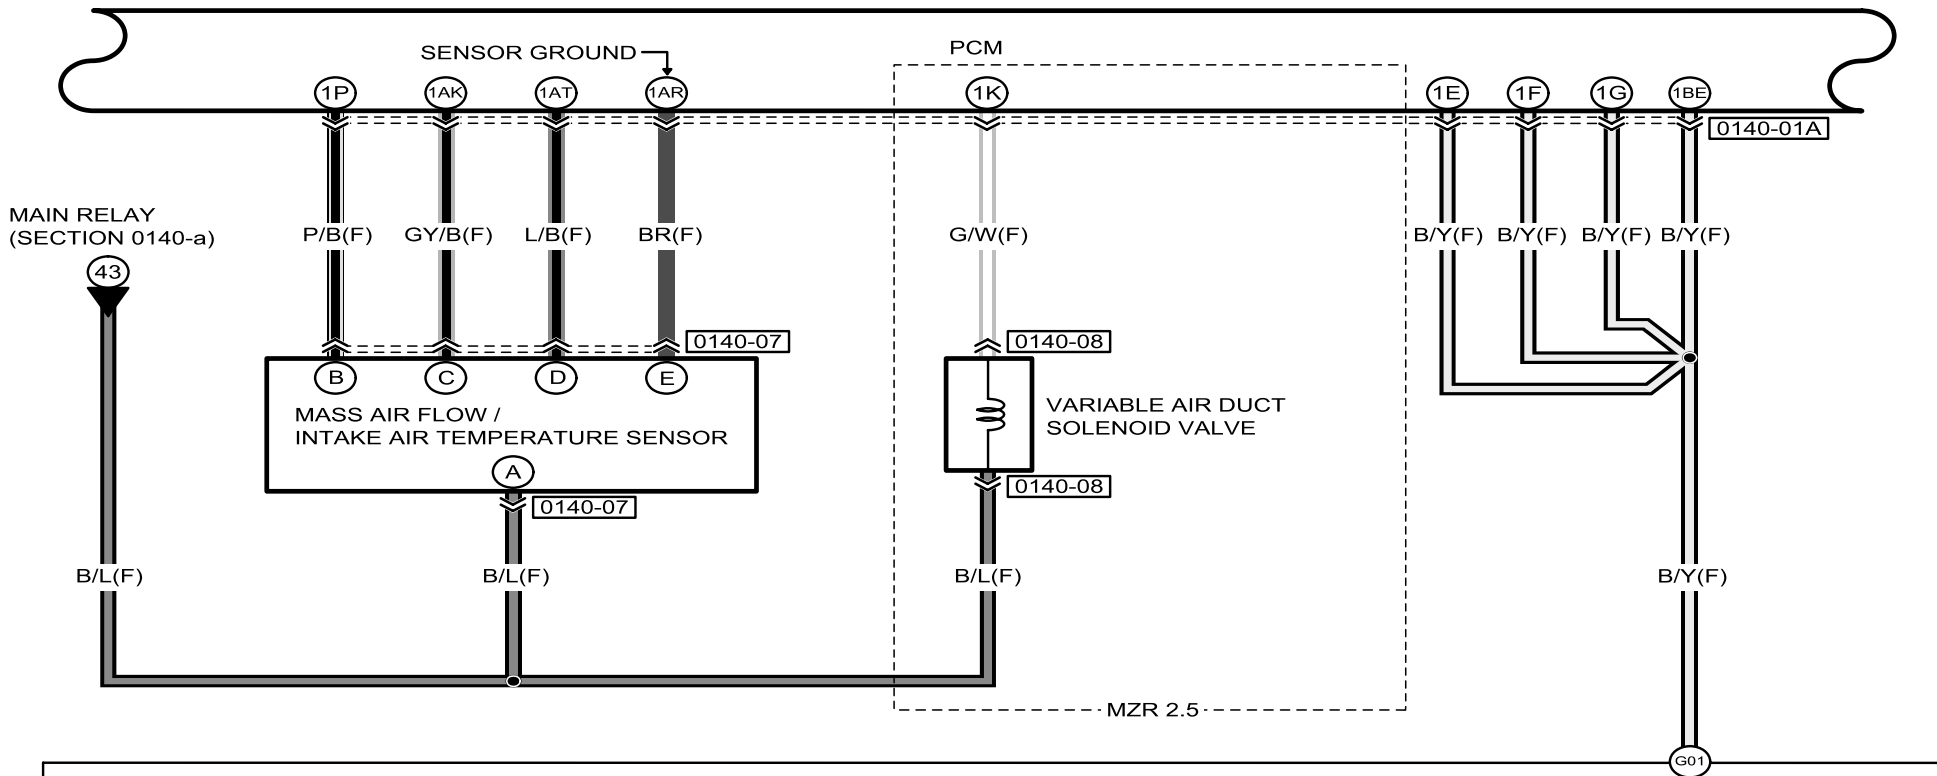 SENSOR GROUND
PCM
1P
1AK
1AT
1AR
1K
1E
1F
1G
1BE
0140-01A
MAIN RELAY
(SECTION 0140-a)
43
P/B(F)
GY/B(F)
L/B(F)
BR(F)
G/W(F)
B/Y(F)
B/Y(F)
B/Y(F)
B/Y(F)
0140-07
0140-08
B
C
D
E
MASS AIR FLOW /
INTAKE AIR TEMPERATURE SENSOR
A
VARIABLE AIR DUCT
SOLENOID VALVE
0140-07
0140-08
B/L(F)
B/L(F)
B/L(F)
B/Y(F)
MZR 2.5
G01